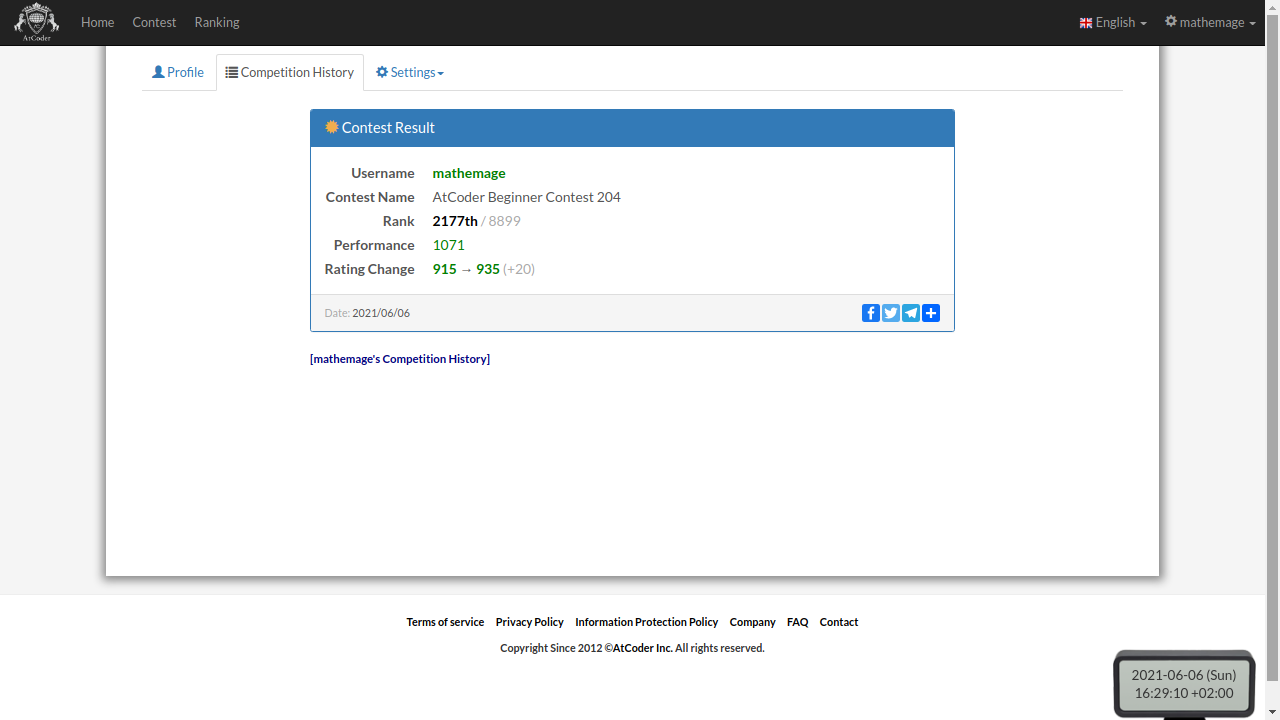 AtCoder
Home Contest Ranking English mathemage
Profile Competition History Settings
Contest Result
Username mathemage
Contest Name AtCoder Beginner Contest 204
Rank 2177th / 8899
Performance 1071
Rating Change 915 → 935 (+20)
Date: 2021/06/06
[mathemage's Competition History]
Terms of service Privacy Policy Information Protection Policy Company FAQ Contact
Copyright Since 2012 ©AtCoder Inc. All rights reserved.
2021-06-06 (Sun)
16:29:10 +02:00